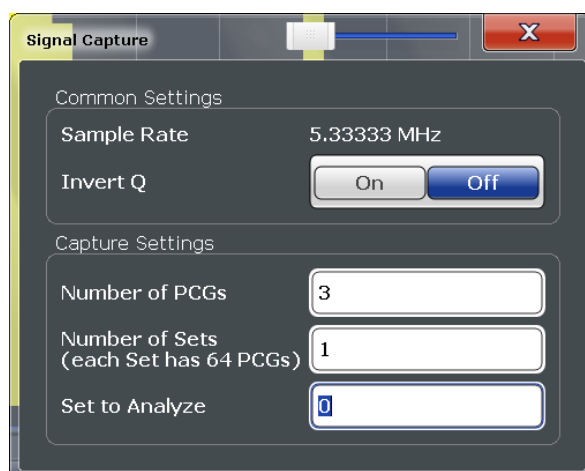 Signal Capture
X
Common Settings
Sample Rate 5.33333 MHz
Invert Q On Off
Capture Settings
Number of PCGs 3
Number of Sets
(each Set has 64 PCGs) 1
Set to Analyze 0